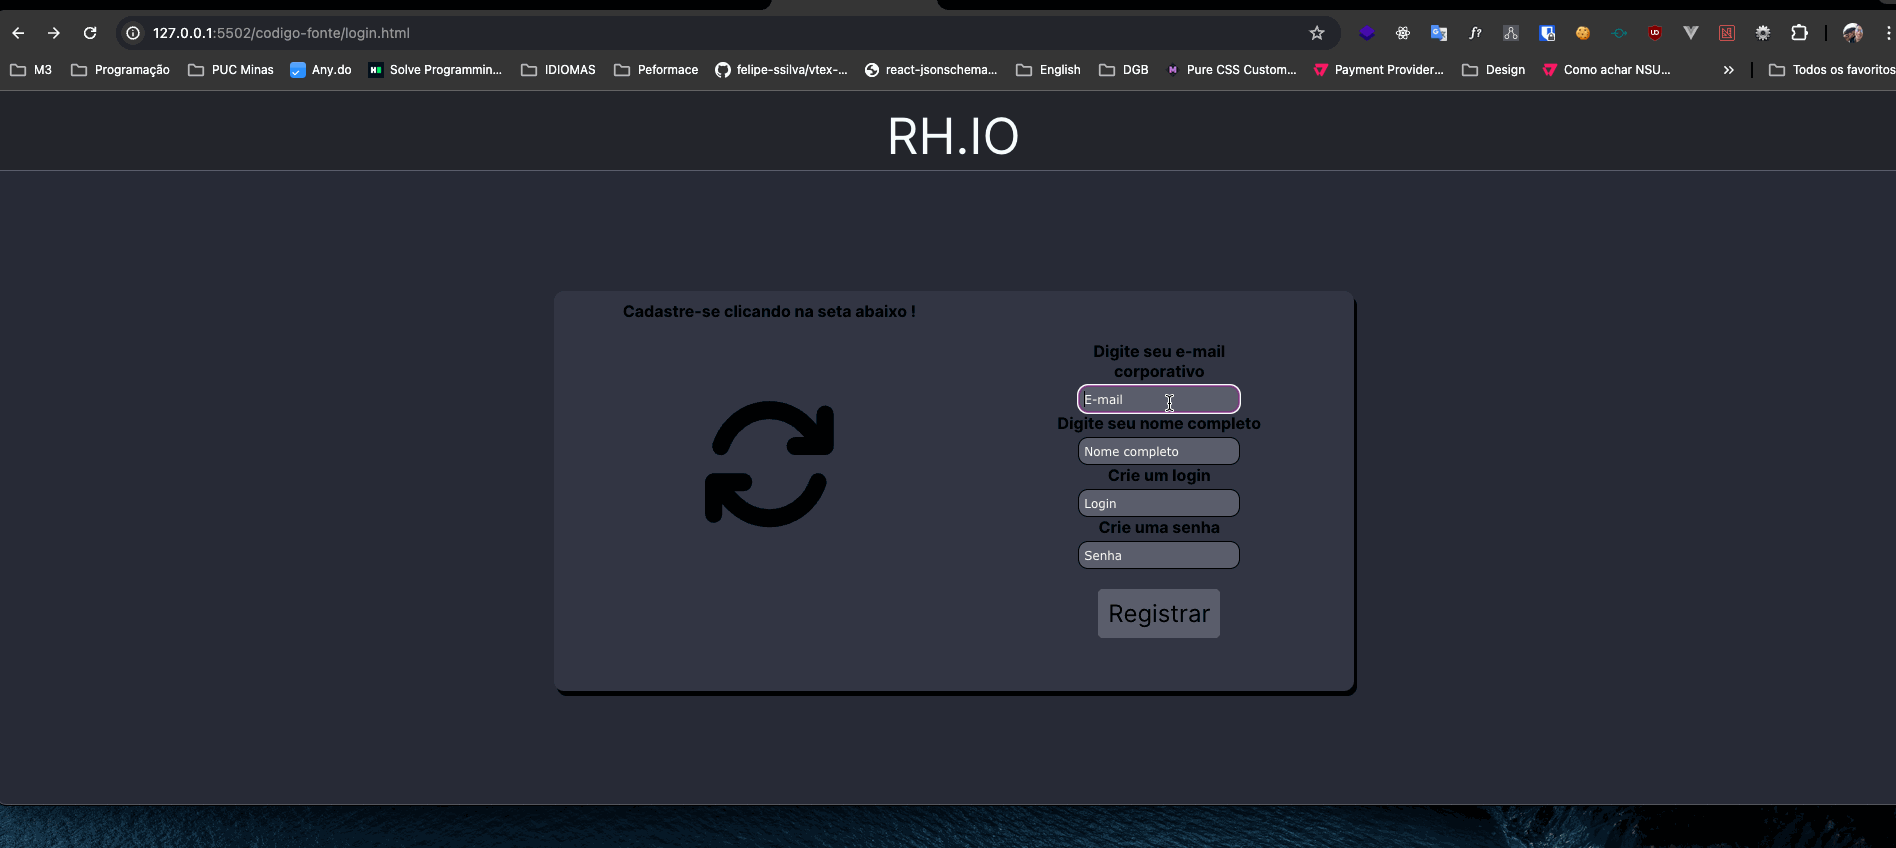 127.0.0.1:5502/codigo-fonte/login.html
M3 Programação PUC Minas Any.do Solve Programmin... IDIOMAS Peformace felipe-ssilva/vtex-... react-jsonschema... English DGB Pure CSS Custom... Payment Provider... Design Como achar NSU... » Todos os favoritos
RH.IO
Cadastre-se clicando na seta abaixo !
Digite seu e-mail
corporativo
E-mail
Digite seu nome completo
Nome completo
Crie um login
Login
Crie uma senha
Senha
Registrar